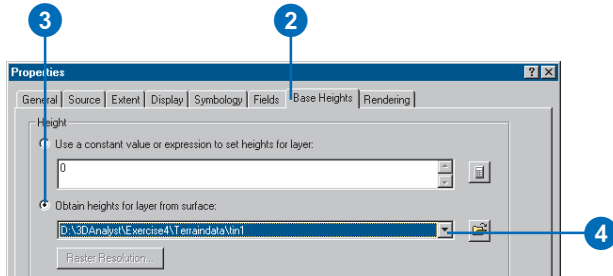 3 2
Properties
General Source Extent Display Symbology Fields Base Heights Rendering
Height
Use a constant value or expression to set heights for layer:
0
Obtain heights for layer from surface:
D:\3DAnalyst\Exercise4\Terraindata\tin1
4
Raster Resolution...